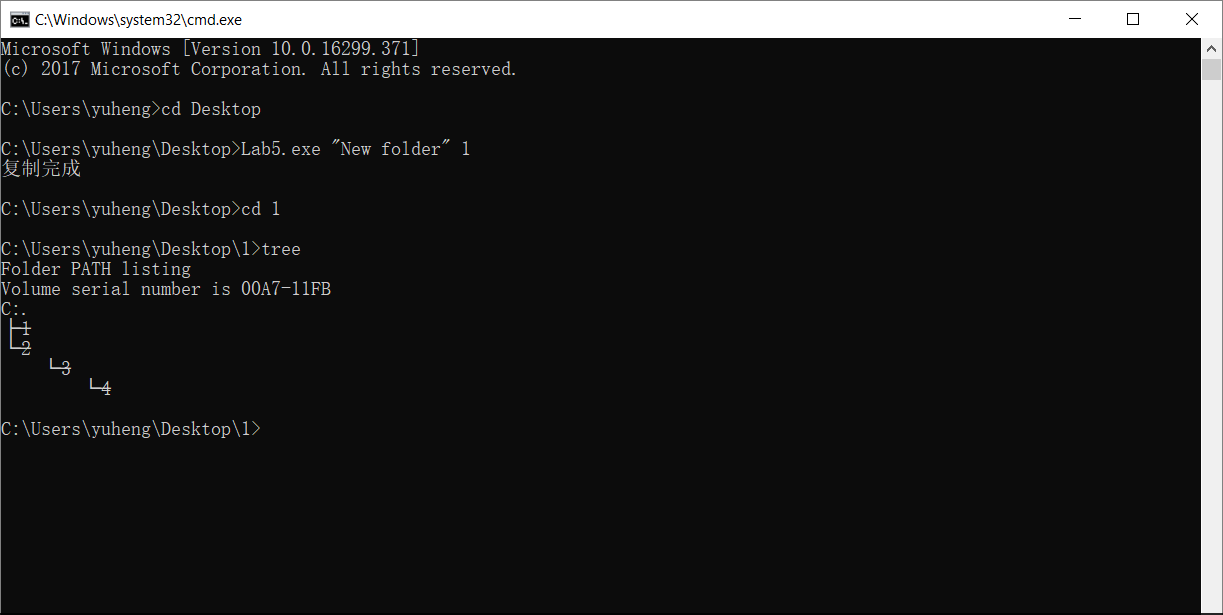 C:\Windows\system32\cmd.exe
Microsoft Windows [Version 10.0.16299.371]
(c) 2017 Microsoft Corporation. All rights reserved.
C:\Users\yuheng>cd Desktop
C:\Users\yuheng\Desktop>Lab5.exe "New folder" 1
复制完成
C:\Users\yuheng\Desktop>cd 1
C:\Users\yuheng\Desktop\1>tree
Folder PATH listing
Volume serial number is 00A7-11FB
C:.
├─1
└─2
    └─3
        └─4
C:\Users\yuheng\Desktop\1>